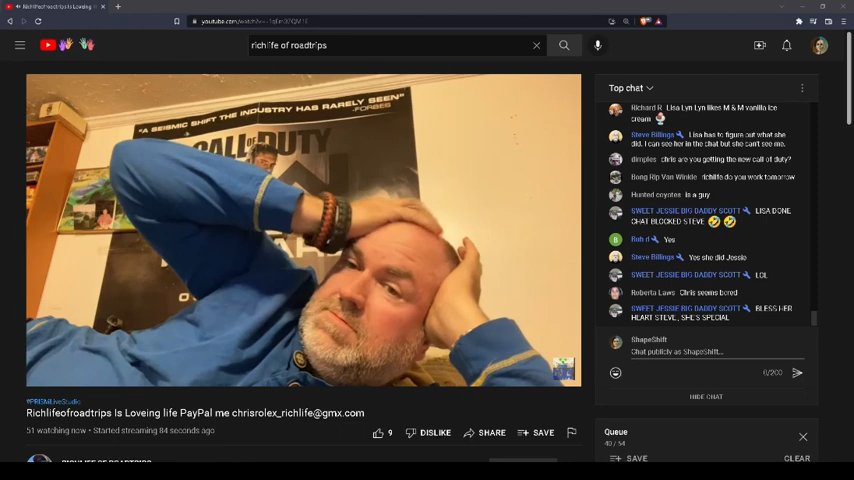 Richlifeofroadtrips Is Loveing
youtube.com/watch?v=
richlife of roadtrips
"A SEISMIC SHIFT THE INDUSTRY HAS RARELY SEEN"
-FORBES
CALL OF DUTY
#PRISMLiveStudio
Richlifeofroadtrips Is Loveing life PayPal me chrisrolex_richlife@gmx.com
51 watching now • Started streaming 84 seconds ago
9
DISLIKE
SHARE
SAVE
RICHLIFE OF ROADTRIPS
Top chat
Richard R Lisa Lyn Lyn likes M & M vanilla ice
cream
Steve Billings Lisa has to figure out what she
did. I can see her in the chat but she can't see me.
dimples chris are you getting the new call of duty?
Bong Rip Van Winkle richlife do you work tomorrow
Hunted coyotes is a guy
SWEET JESSIE BIG DADDY SCOTT LISA DONE
CHAT BLOCKED STEVE
Yes
Steve Billings Yes she did Jessie
SWEET JESSIE BIG DADDY SCOTT LOL
Roberta Laws Chris seems bored
SWEET JESSIE BIG DADDY SCOTT BLESS HER
HEART STEVE , SHE'S SPECIAL
ShapeShift
Chat publicly as ShapeShift...
0/200
HIDE CHAT
Queue
40 / 54
SAVE
CLEAR